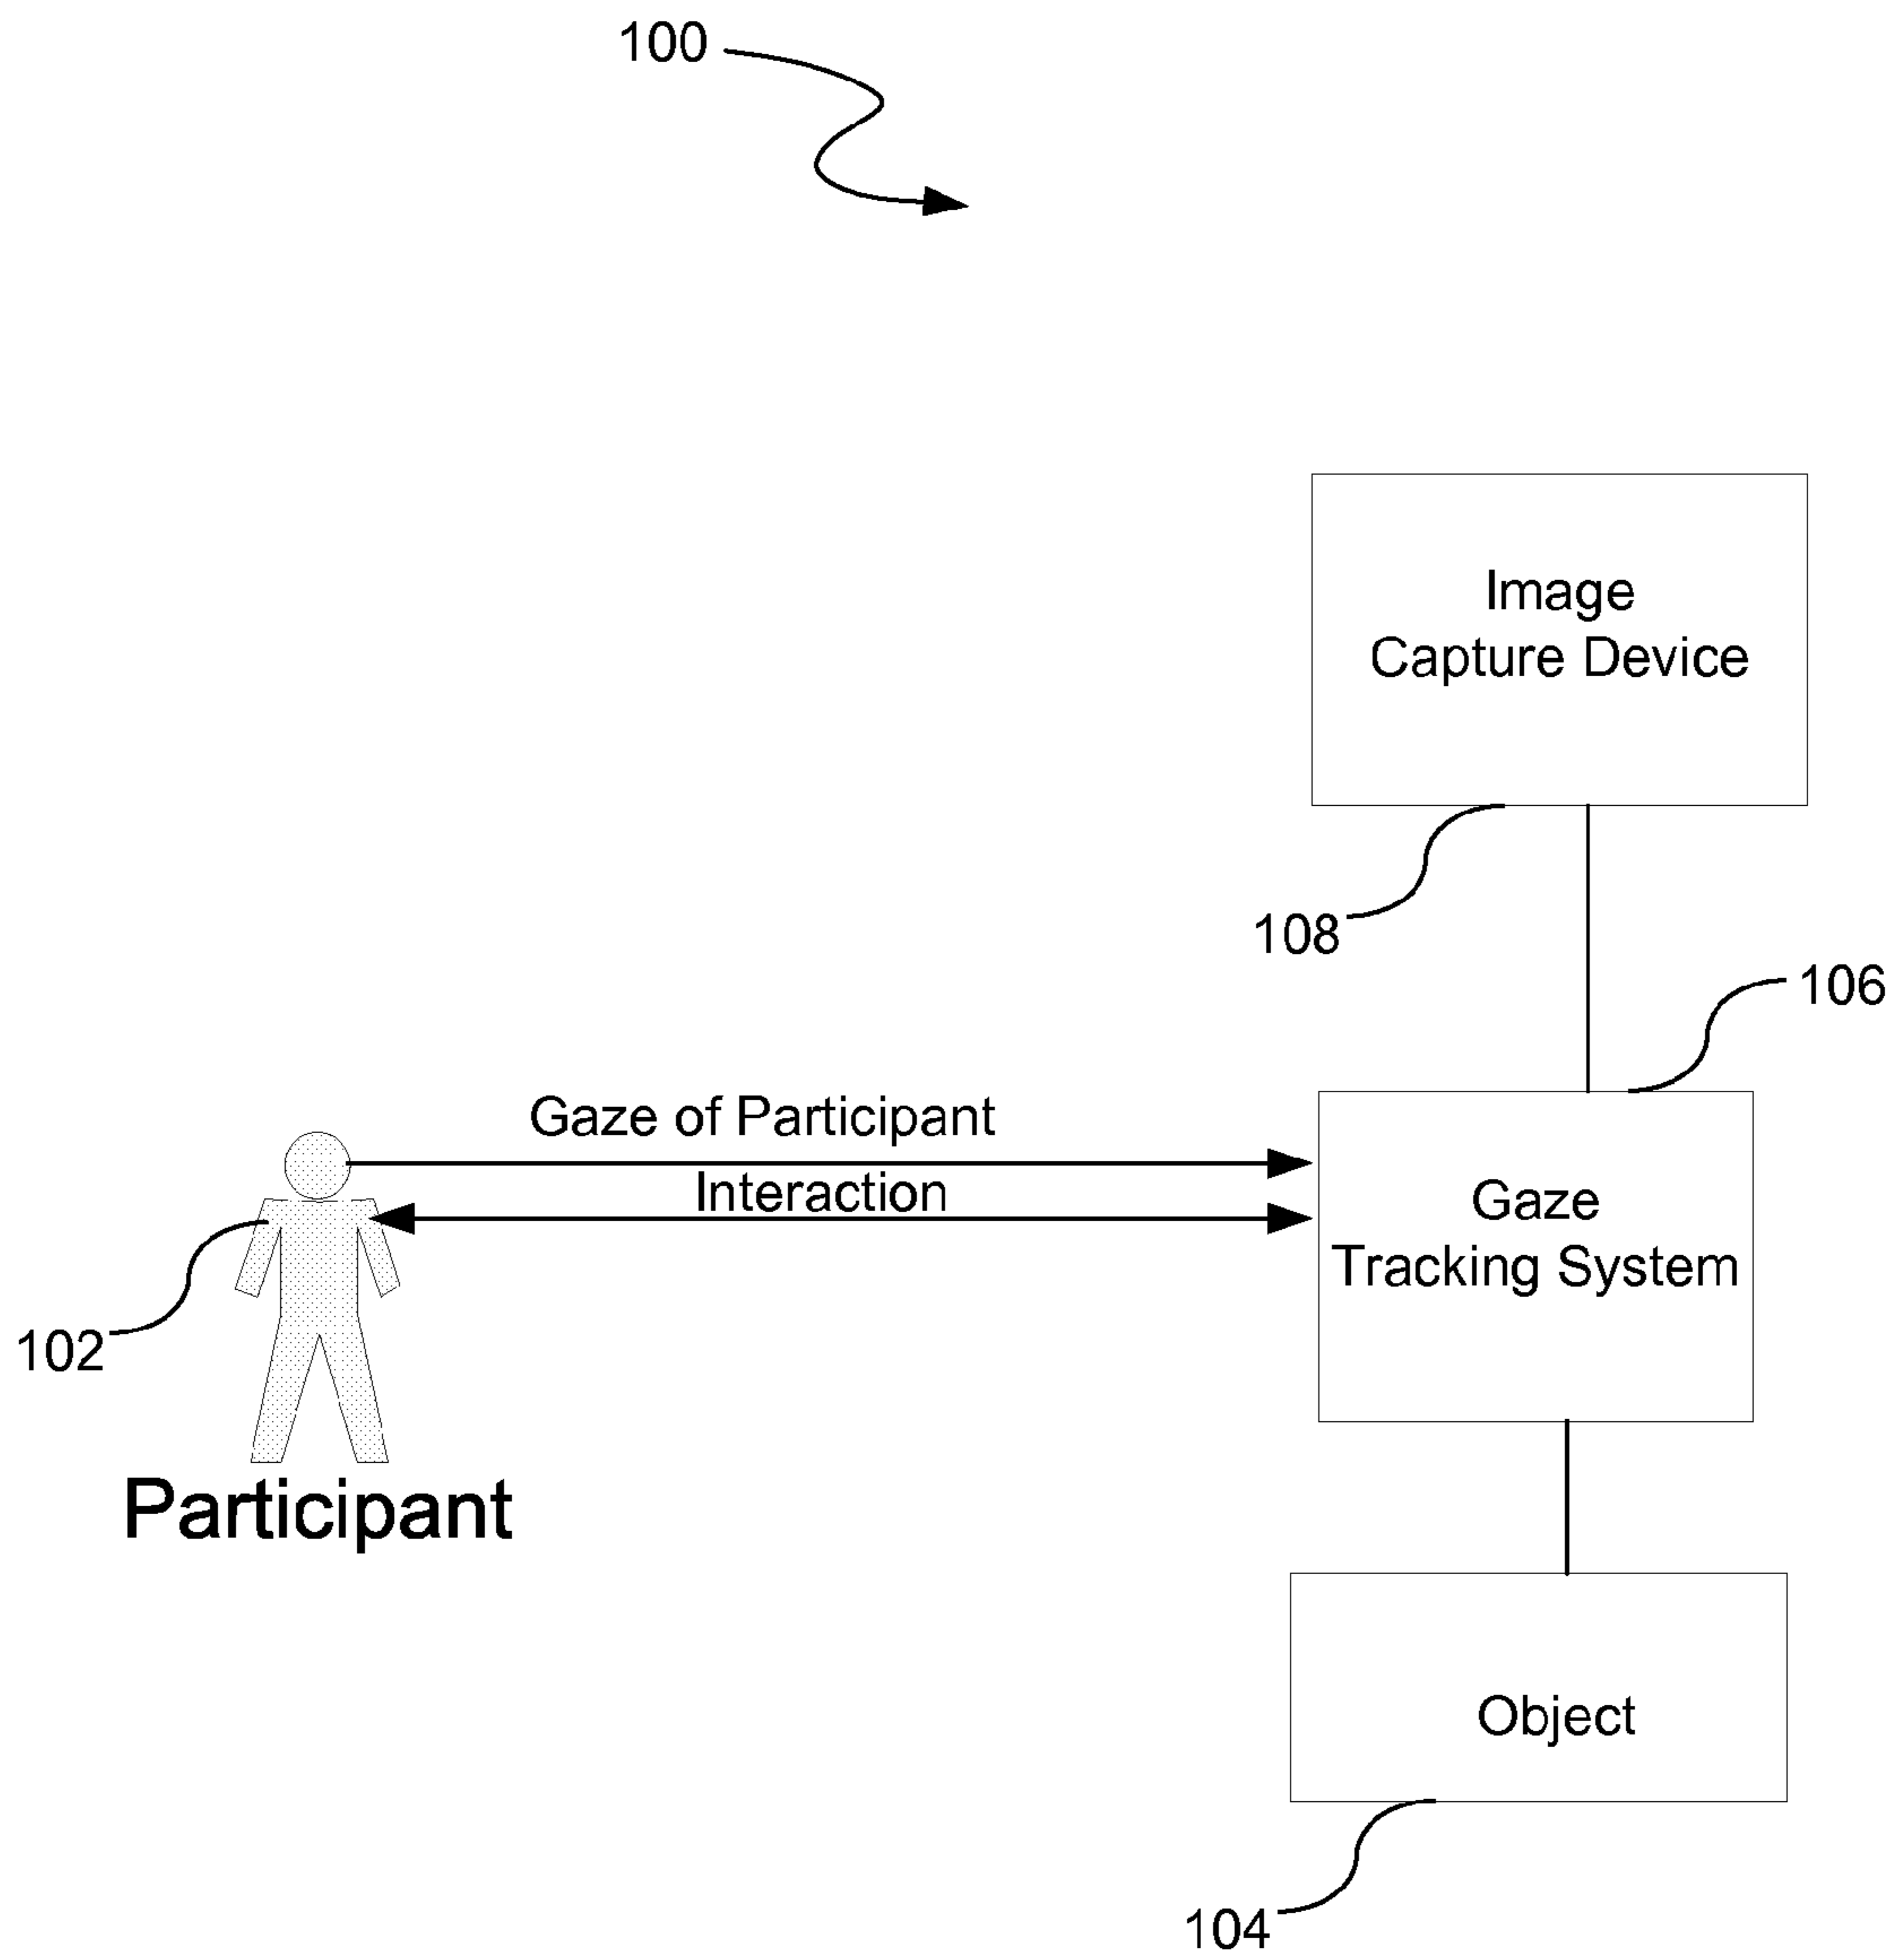 100
Image
Capture Device
108
106
Gaze of Participant
Interaction
Gaze
Tracking System
102
Participant
Object
104